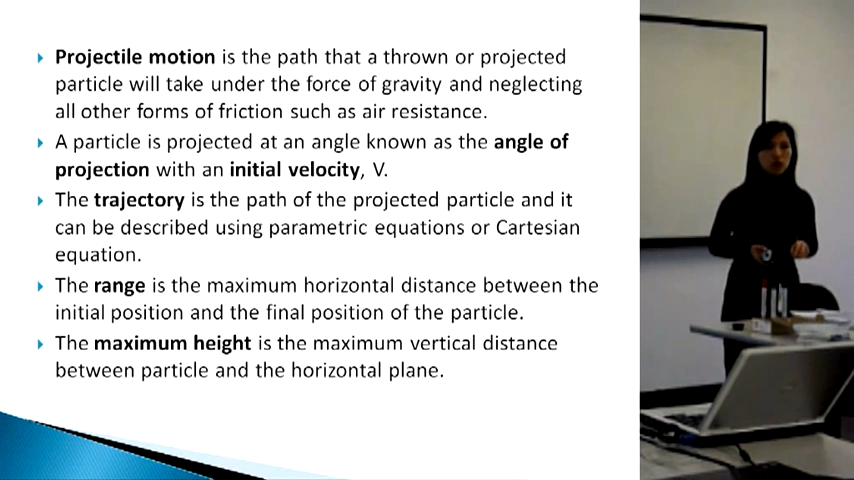 Projectile motion is the path that a thrown or projected
particle will take under the force of gravity and neglecting
all other forms of friction such as air resistance.
A particle is projected at an angle known as the angle of
projection with an initial velocity, V.
The trajectory is the path of the projected particle and it
can be described using parametric equations or Cartesian
equation.
The range is the maximum horizontal distance between the
initial position and the final position of the particle.
The maximum height is the maximum vertical distance
between particle and the horizontal plane.